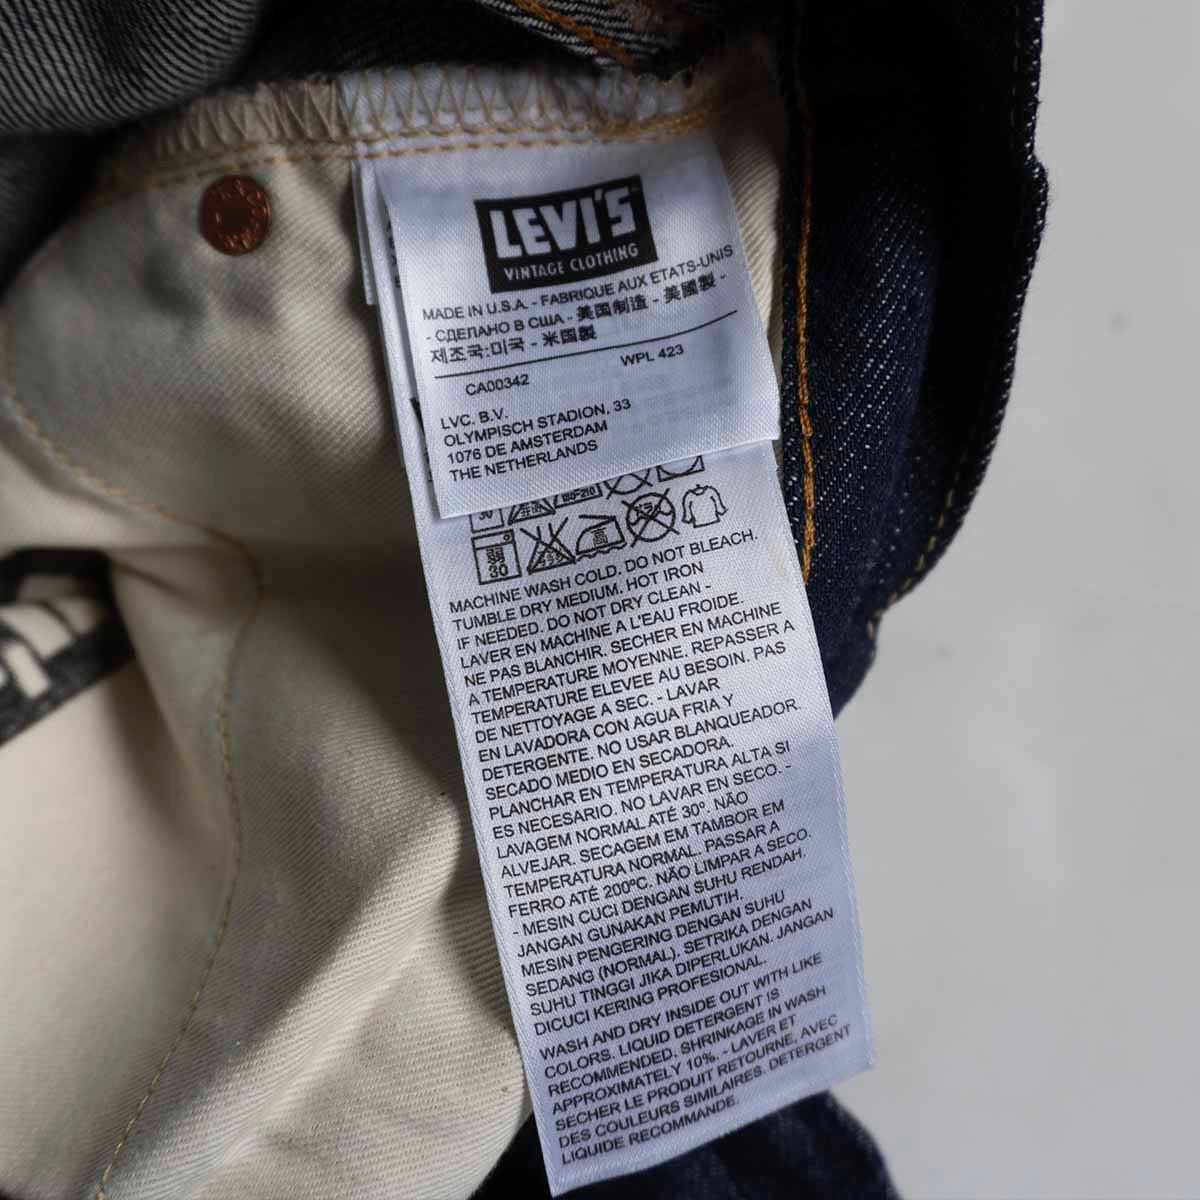 LEVI'S
VINTAGE CLOTHING
MADE IN U.S.A. - FABRIQUE AUX ETATS-UNIS
- СДЕЛАНО В США - 美国制造 - 美國製 -
제조국:미국 - 米国製
CA00342 WPL 423
LVC. B.V.
OLYMPISCH STADION, 33
1076 DE AMSTERDAM
THE NETHERLANDS
30 180-210
30 高
MACHINE WASH COLD. DO NOT BLEACH.
TUMBLE DRY MEDIUM. HOT IRON
IF NEEDED. DO NOT DRY CLEAN -
LAVER EN MACHINE A L'EAU FROIDE.
NE PAS BLANCHIR. SECHER EN MACHINE
A TEMPERATURE MOYENNE. REPASSER A
TEMPERATURE ELEVEE AU BESOIN. PAS
DE NETTOYAGE A SEC. - LAVAR
EN LAVADORA CON AGUA FRIA Y
DETERGENTE. NO USAR BLANQUEADOR.
SECADO MEDIO EN SECADORA.
PLANCHAR EN TEMPERATURA ALTA SI
ES NECESARIO. NO LAVAR EN SECO. -
LAVAGEM NORMAL ATÉ 30º. NÃO
ALVEJAR. SECAGEM EM TAMBOR EM
TEMPERATURA NORMAL. PASSAR A
FERRO ATÉ 200ºC. NÃO LIMPAR A SECO.
- MESIN CUCI DENGAN SUHU RENDAH.
JANGAN GUNAKAN PEMUTIH.
MESIN PENGERING DENGAN SUHU
SEDANG (NORMAL). SETRIKA DENGAN
SUHU TINGGI JIKA DIPERLUKAN. JANGAN
DICUCI KERING PROFESIONAL.
WASH AND DRY INSIDE OUT WITH LIKE
COLORS. LIQUID DETERGENT IS
RECOMMENDED, SHRINKAGE IN WASH
APPROXIMATELY 10%. - LAVER ET
SECHER LE PRODUIT RETOURNE, AVEC
DES COULEURS SIMILAIRES. DETERGENT
LIQUIDE RECOMMANDE.